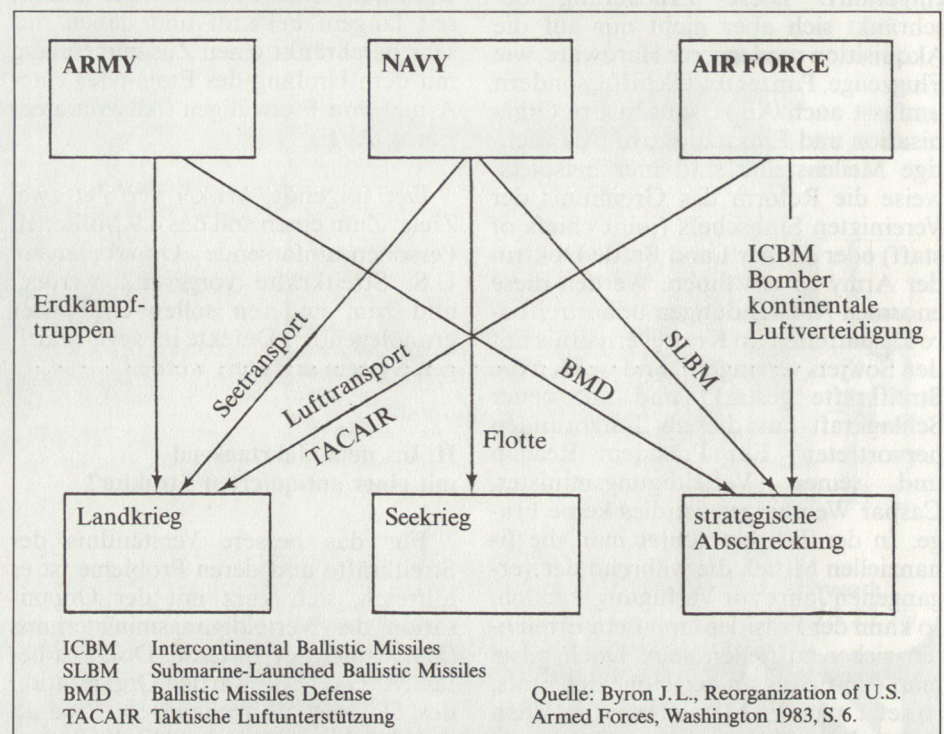 ARMY
NAVY
AIR FORCE
Erdkampf-
truppen
Seetransport
Lufttransport
TACAIR
Flotte
BMD
SLBM
ICBM
Bomber
kontinentale
Luftverteidigung
Landkrieg
Seekrieg
strategische
Abschreckung
ICBM Intercontinental Ballistic Missiles
SLBM Submarine Launched Ballistic Missiles
BMD Ballistic Missiles Defense
TACAIR Taktische Luftunterstützung
Quelle: Byron J. L., Reorganization of U.S.
Armed Forces, Washington 1983, S. 6.